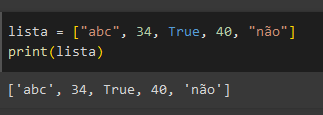 lista = ["abc", 34, True, 40, "não"]
print(lista)
['abc', 34, True, 40, 'não']